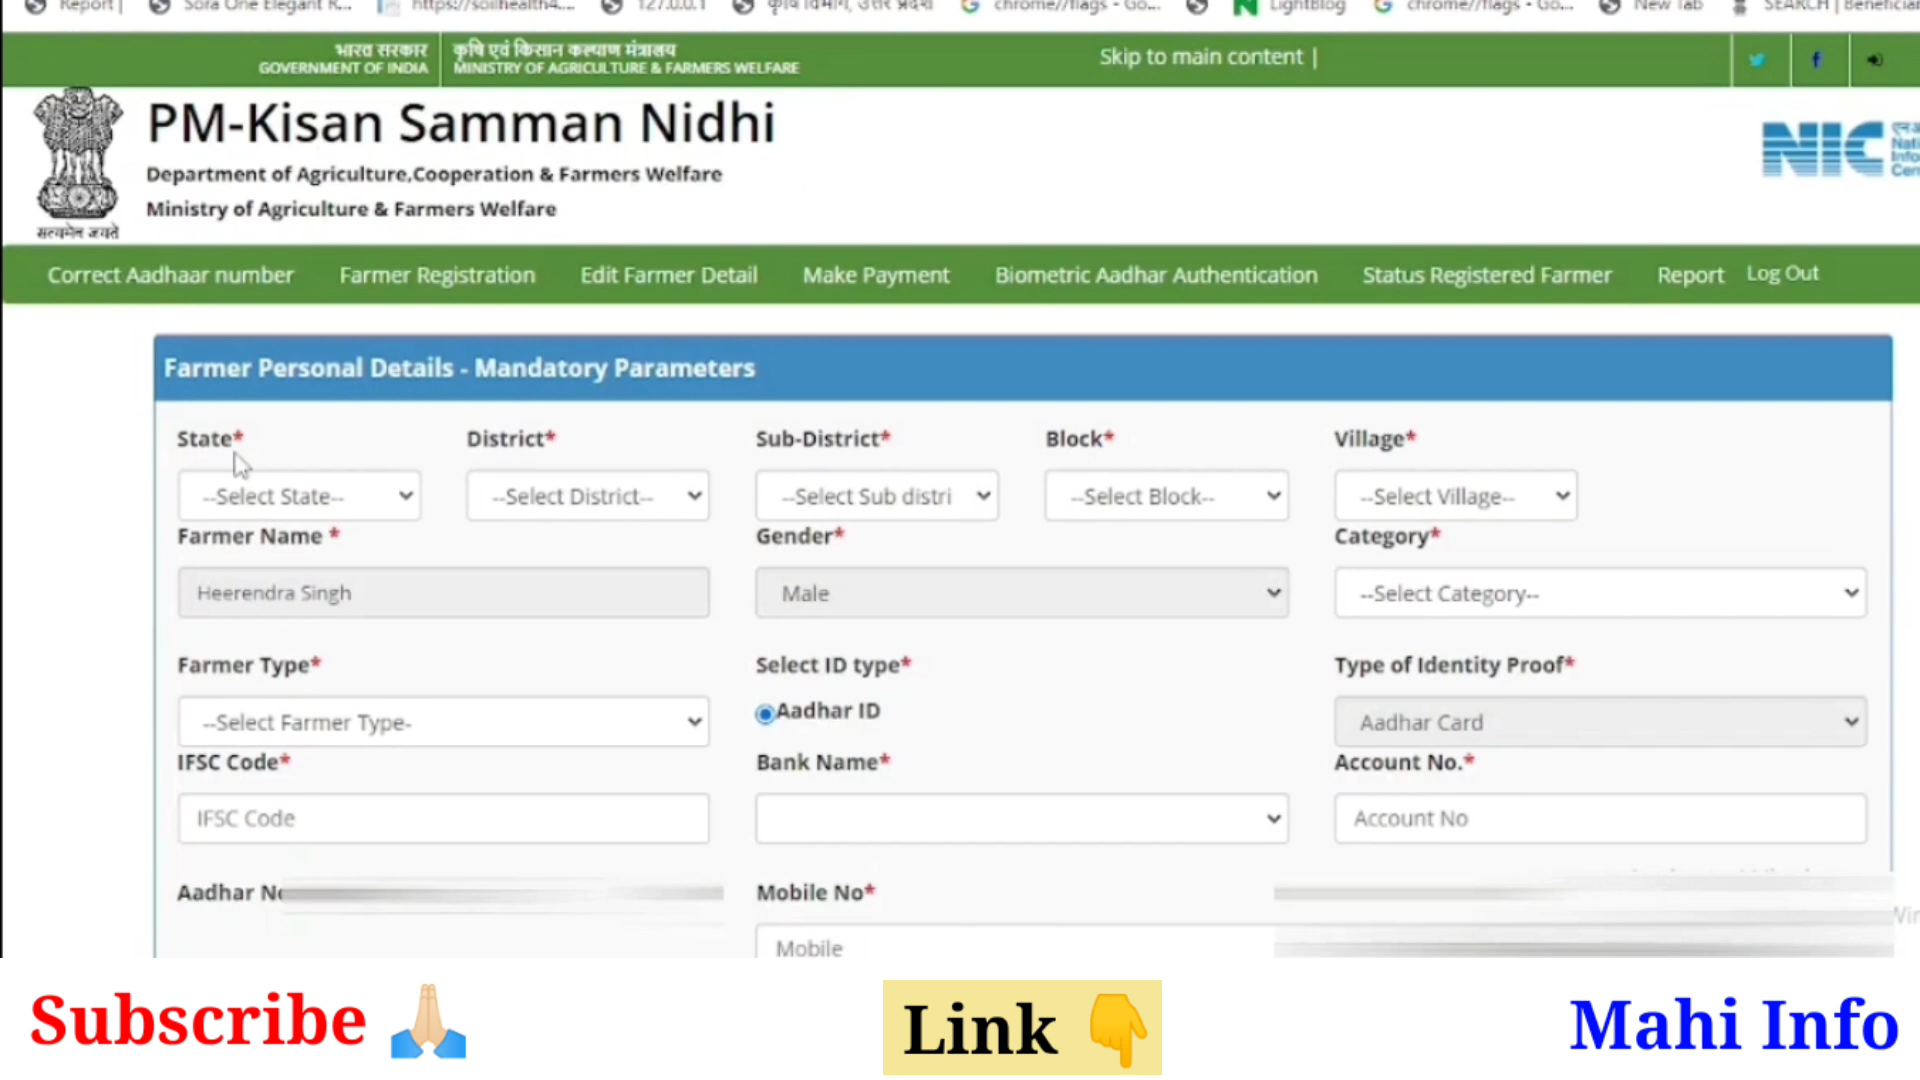 Report |
Sora One Elegant R...
https://soilhealth4....
127.0.0.1
कृषि विभाग, उत्तर प्रदेश
chrome//flags - Go...
LightBlog
chrome//flags - Go...
New Tab
SEARCH | Beneficiar
भारत सरकार
GOVERNMENT OF INDIA
कृषि एवं किसान कल्याण मंत्रालय
MINISTRY OF AGRICULTURE & FARMERS WELFARE
Skip to main content |
PM-Kisan Samman Nidhi
Department of Agriculture,Cooperation & Farmers Welfare
Ministry of Agriculture & Farmers Welfare
सत्यमेव जयते
NIC
Correct Aadhaar number Farmer Registration Edit Farmer Detail Make Payment Biometric Aadhar Authentication Status Registered Farmer Report Log Out
Farmer Personal Details - Mandatory Parameters
State* District* Sub-District* Block* Village*
--Select State-- --Select District-- --Select Sub distri --Select Block-- --Select Village--
Farmer Name * Gender* Category*
Heerendra Singh Male --Select Category--
Farmer Type* Select ID type* Type of Identity Proof*
--Select Farmer Type- Aadhar ID Aadhar Card
IFSC Code* Bank Name* Account No.*
IFSC Code Account No
Aadhar No Mobile No*
Mobile
Subscribe Link Mahi Info